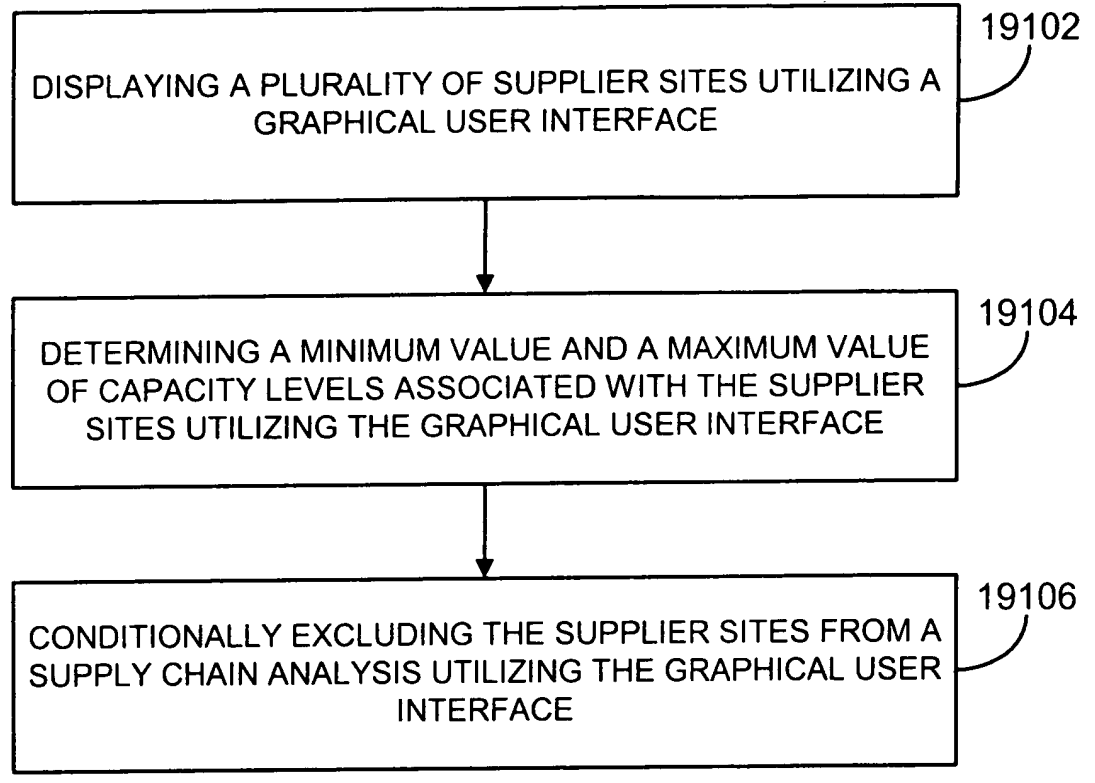 19102
DISPLAYING A PLURALITY OF SUPPLIER SITES UTILIZING A
GRAPHICAL USER INTERFACE
19104
DETERMINING A MINIMUM VALUE AND A MAXIMUM VALUE
OF CAPACITY LEVELS ASSOCIATED WITH THE SUPPLIER
SITES UTILIZING THE GRAPHICAL USER INTERFACE
19106
CONDITIONALLY EXCLUDING THE SUPPLIER SITES FROM A
SUPPLY CHAIN ANALYSIS UTILIZING THE GRAPHICAL USER
INTERFACE